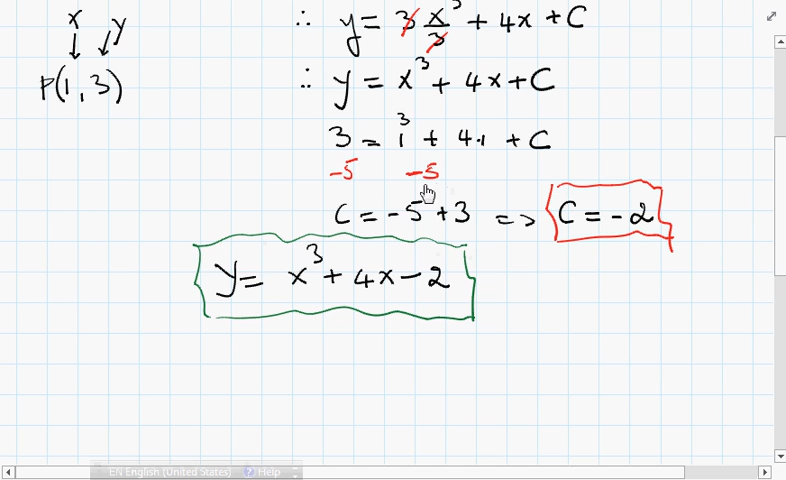 x y
P(1, 3)
∴ y = 3 x³/3 + 4x + C
∴ y = x³ + 4x + C
3 = 1³ + 4·1 + C
-5 -5
C = -5 + 3 => C = -2
y = x³ + 4x - 2
EN English (United States) Help